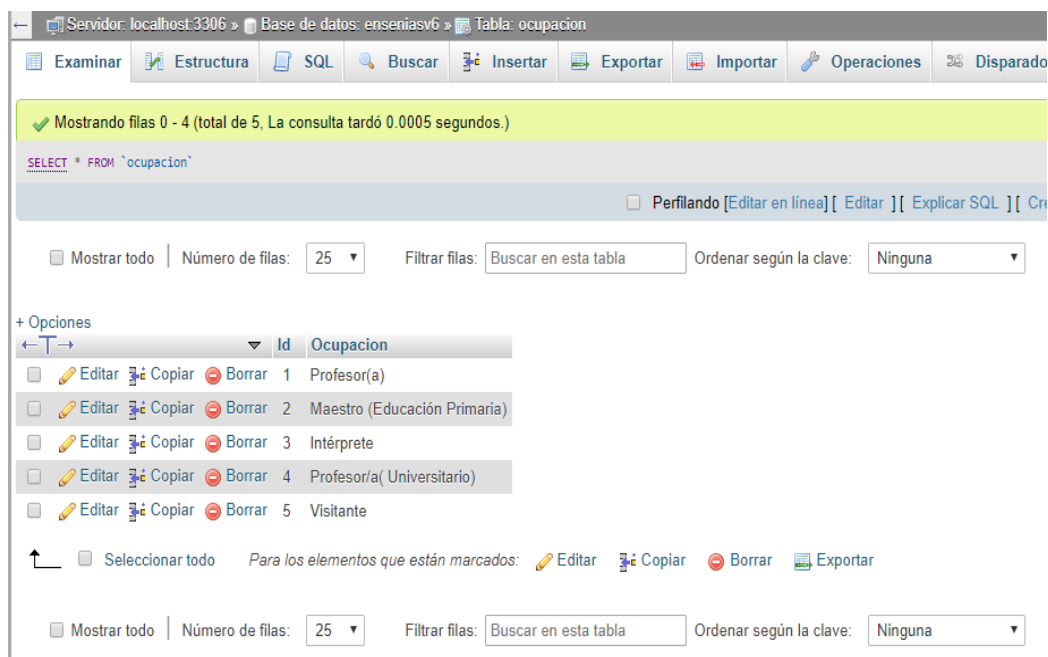 ← Servidor: localhost:3306 » Base de datos: enseniasv6 » Tabla: ocupacion
Examinar Estructura SQL Buscar Insertar Exportar Importar Operaciones Disparado
Mostrando filas 0 - 4 (total de 5, La consulta tardó 0.0005 segundos.)
SELECT * FROM `ocupacion`
Perfilando [Editar en línea] [ Editar ] [ Explicar SQL ] [ Cre
Mostrar todo | Número de filas: 25 Filtrar filas: Buscar en esta tabla Ordenar según la clave: Ninguna
+ Opciones
←T→ Id Ocupacion
Editar Copiar Borrar 1 Profesor(a)
Editar Copiar Borrar 2 Maestro (Educación Primaria)
Editar Copiar Borrar 3 Intérprete
Editar Copiar Borrar 4 Profesor/a( Universitario)
Editar Copiar Borrar 5 Visitante
Seleccionar todo Para los elementos que están marcados: Editar Copiar Borrar Exportar
Mostrar todo | Número de filas: 25 Filtrar filas: Buscar en esta tabla Ordenar según la clave: Ninguna